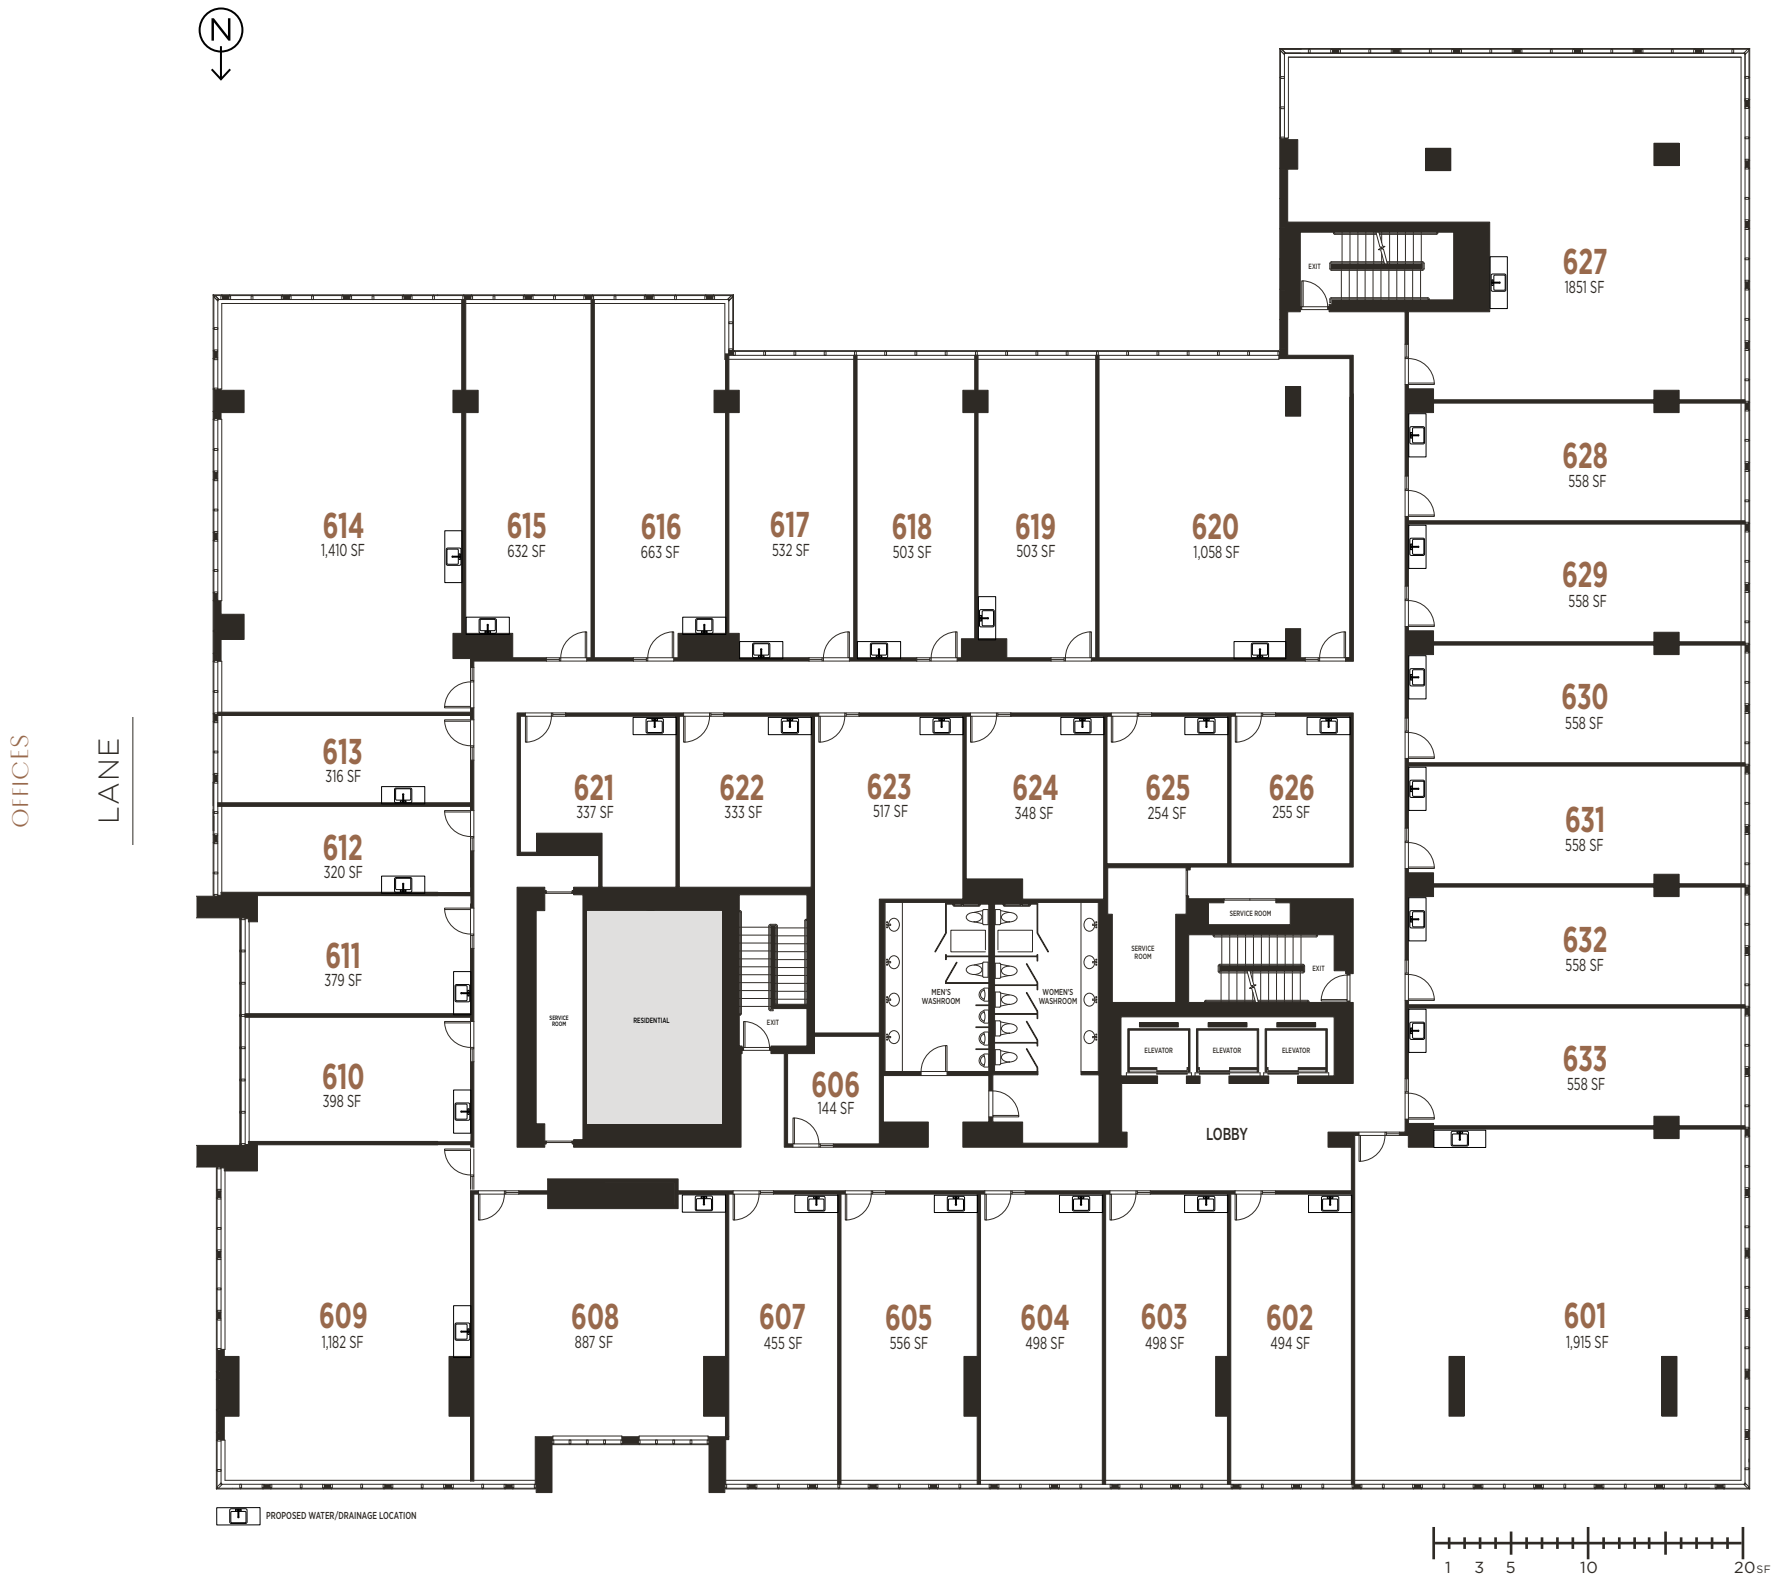 N
OFFICES
LANE
EXIT
627
1851 SF
628
558 SF
614
1,410 SF
615
632 SF
616
663 SF
617
532 SF
618
503 SF
619
503 SF
620
1,058 SF
629
558 SF
630
558 SF
613
316 SF
621
337 SF
622
333 SF
623
517 SF
624
348 SF
625
254 SF
626
255 SF
631
558 SF
612
320 SF
SERVICE ROOM
611
379 SF
SERVICE
ROOM
EXIT
632
558 SF
MEN'S
WASHROOM
WOMEN'S
WASHROOM
SERVICE
ROOM
RESIDENTIAL
EXIT
ELEVATOR
ELEVATOR
ELEVATOR
633
558 SF
610
398 SF
606
144 SF
LOBBY
609
1,182 SF
608
887 SF
607
455 SF
605
556 SF
604
498 SF
603
498 SF
602
494 SF
601
1,915 SF
PROPOSED WATER/DRAINAGE LOCATION
1 3 5 10 20 SF